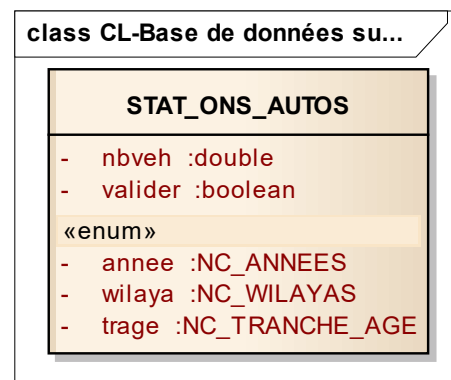 class CL-Base de données su...
STAT_ONS_AUTOS
- nbveh :double
- valider :boolean
«enum»
- annee :NC_ANNEES
- wilaya :NC_WILAYAS
- trage :NC_TRANCHE_AGE